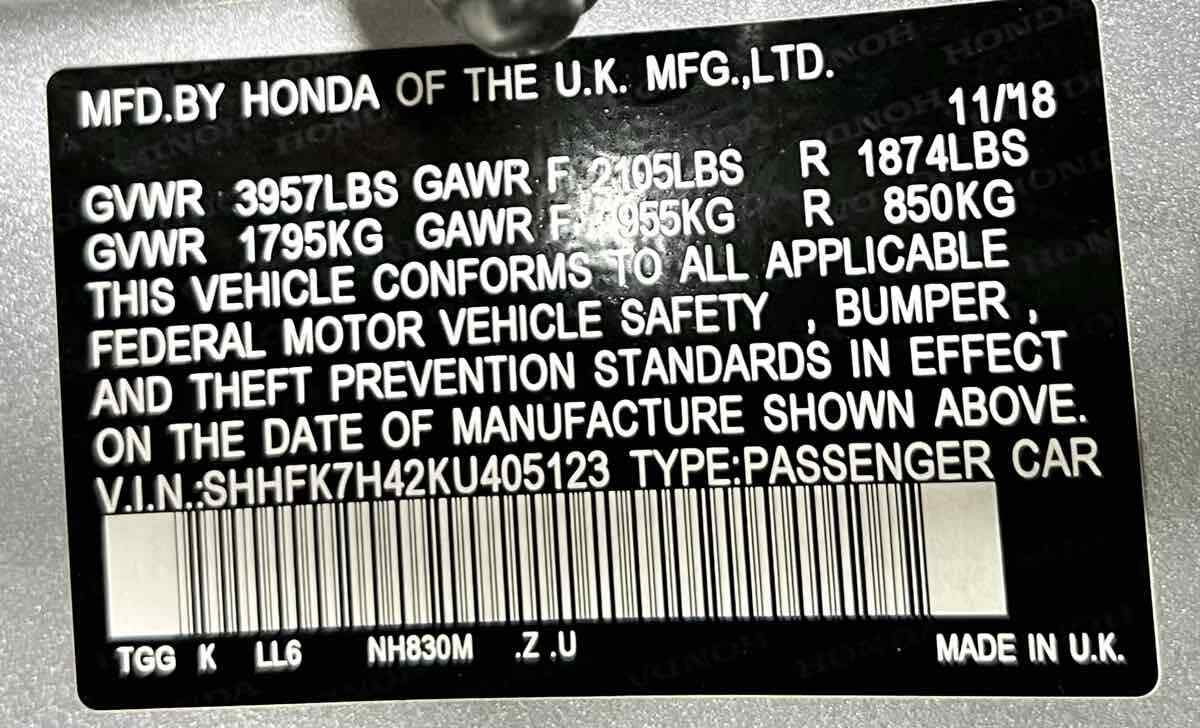 MFD.BY HONDA OF THE U.K. MFG.,LTD.
11/'18
GVWR 3957LBS GAWR F 2105LBS R 1874LBS
GVWR 1795KG GAWR F 955KG R 850KG
THIS VEHICLE CONFORMS TO ALL APPLICABLE
FEDERAL MOTOR VEHICLE SAFETY , BUMPER ,
AND THEFT PREVENTION STANDARDS IN EFFECT
ON THE DATE OF MANUFACTURE SHOWN ABOVE.
V.I.N.:SHHFK7H42KU405123 TYPE:PASSENGER CAR
TGG K LL6 NH830M .Z .U MADE IN U.K.